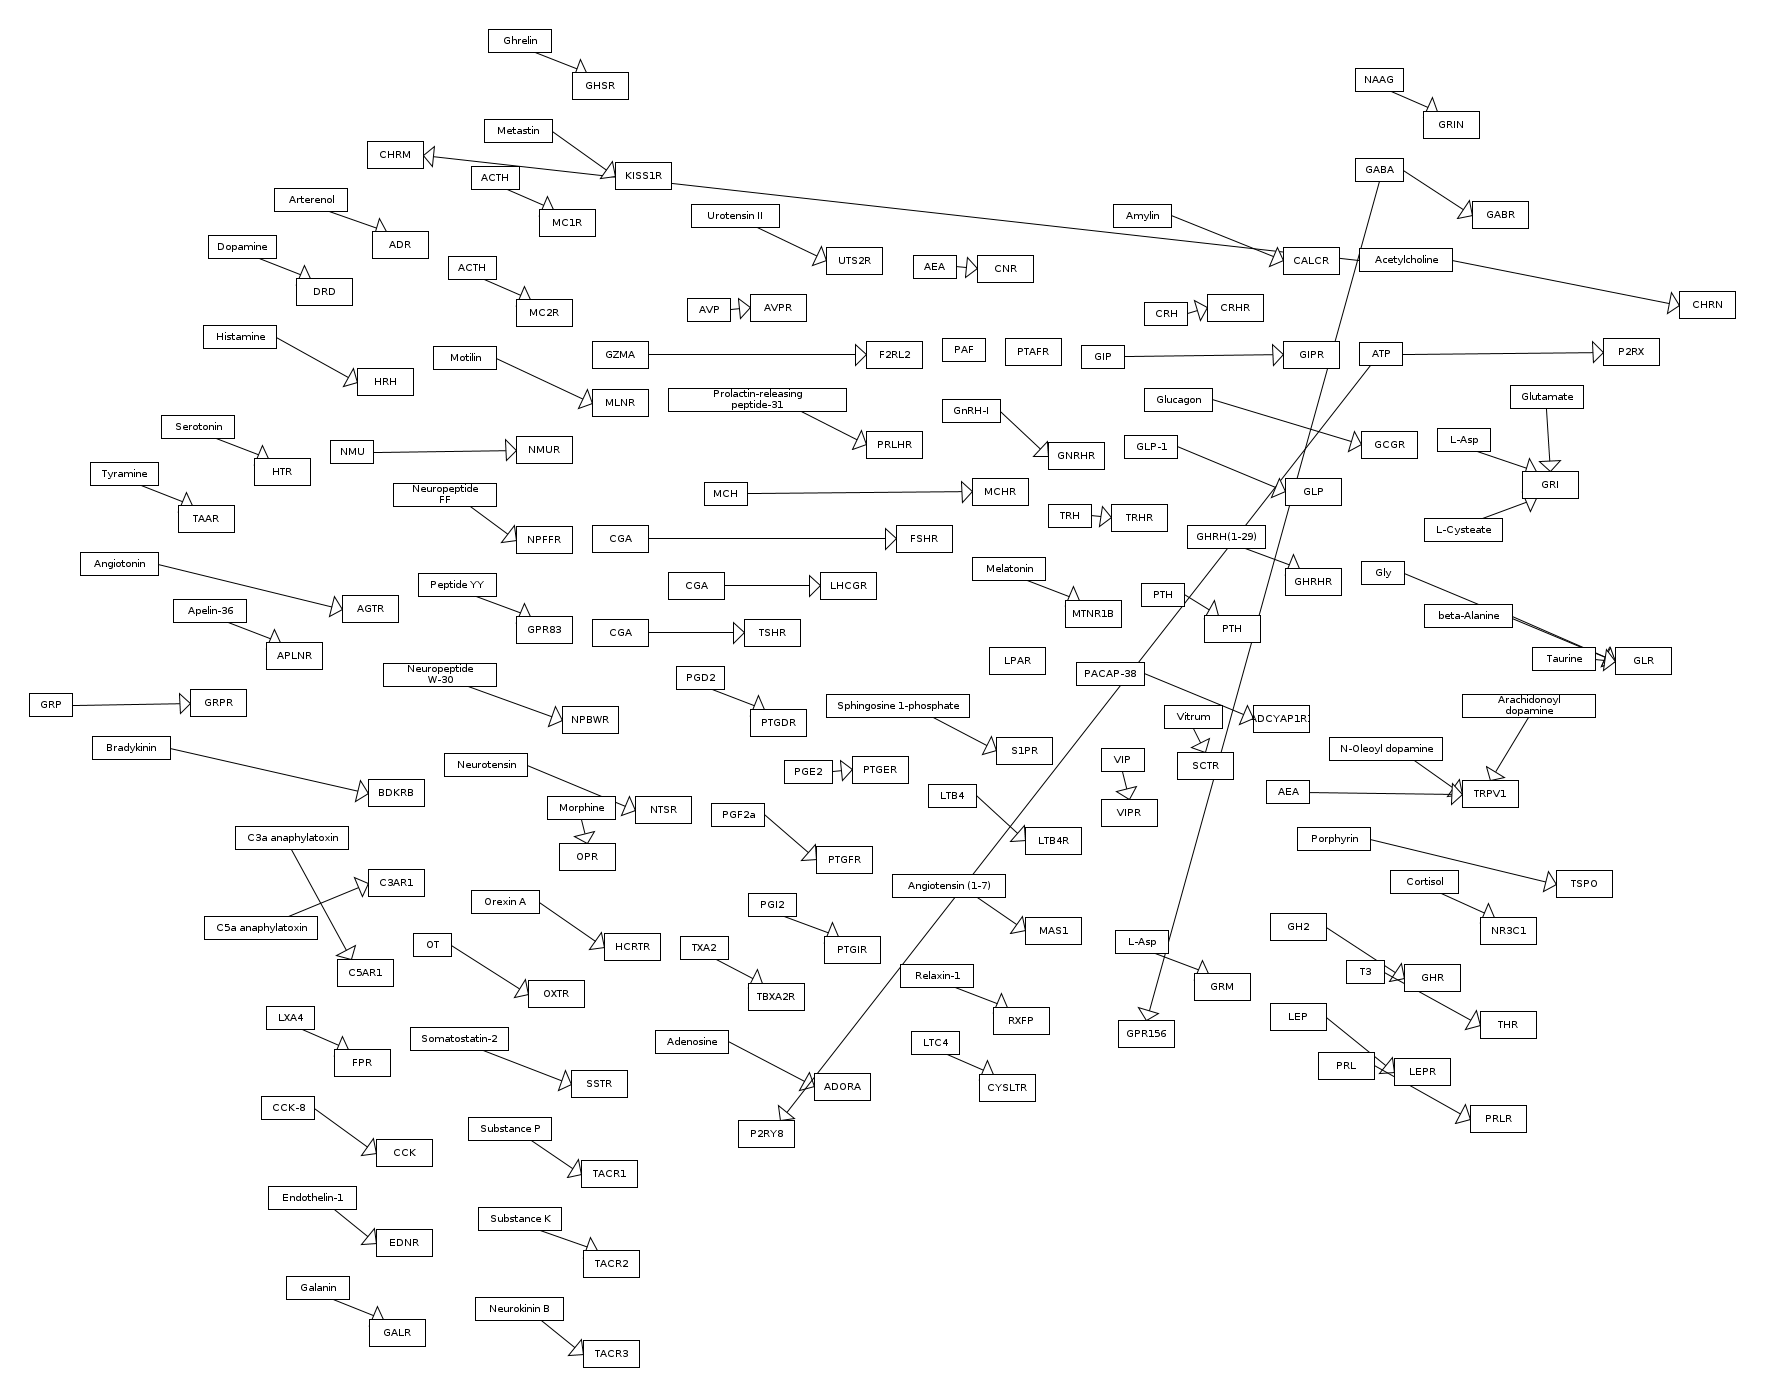 Ghrelin
GHSR
NAAG
GRIN
Metastin
CHRM
KISS1R
ACTH
MC1R
GABA
GABR
Arterenol
ADR
Urotensin II
UTS2R
Amylin
CALCR
Acetylcholine
CHRN
Dopamine
DRD
ACTH
MC2R
AEA
CNR
AVP
AVPR
CRH
CRHR
Histamine
HRH
Motilin
MLNR
GZMA
F2RL2
PAF
PTAFR
GIP
GIPR
ATP
P2RX
Prolactin-releasing
peptide-31
PRLHR
GnRH-I
GNRHR
Glucagon
GCGR
Glutamate
L-Asp
GRI
L-Cysteate
Serotonin
HTR
NMU
NMUR
GLP-1
GLP
Tyramine
TAAR
Neuropeptide
FF
NPFFR
MCH
MCHR
TRH
TRHR
CGA
FSHR
GHRH(1-29)
GHRHR
Angiotonin
AGTR
Peptide YY
GPR83
CGA
LHCGR
Melatonin
MTNR1B
PTH
PTH
Gly
beta-Alanine
Taurine
GLR
Apelin-36
APLNR
CGA
TSHR
LPAR
Neuropeptide
W-30
NPBWR
PGD2
PTGDR
PACAP-38
ADCYAP1R1
GRP
GRPR
Sphingosine 1-phosphate
S1PR
Vitrum
SCTR
Arachidonoyl
dopamine
N-Oleoyl dopamine
AEA
TRPV1
Bradykinin
BDKRB
Neurotensin
NTSR
Morphine
OPR
PGE2
PTGER
VIP
VIPR
LTB4
LTB4R
PGF2a
PTGFR
C3a anaphylatoxin
C3AR1
C5a anaphylatoxin
C5AR1
Porphyrin
TSPO
Angiotensin (1-7)
MAS1
Cortisol
NR3C1
Orexin A
HCRTR
PGI2
PTGIR
OT
OXTR
TXA2
TBXA2R
L-Asp
GRM
GH2
GHR
T3
THR
Relaxin-1
RXFP
LXA4
FPR
Somatostatin-2
SSTR
Adenosine
ADORA
P2RY8
LTC4
CYSLTR
GPR156
LEP
LEPR
PRL
PRLR
CCK-8
CCK
Substance P
TACR1
Endothelin-1
EDNR
Substance K
TACR2
Galanin
GALR
Neurokinin B
TACR3